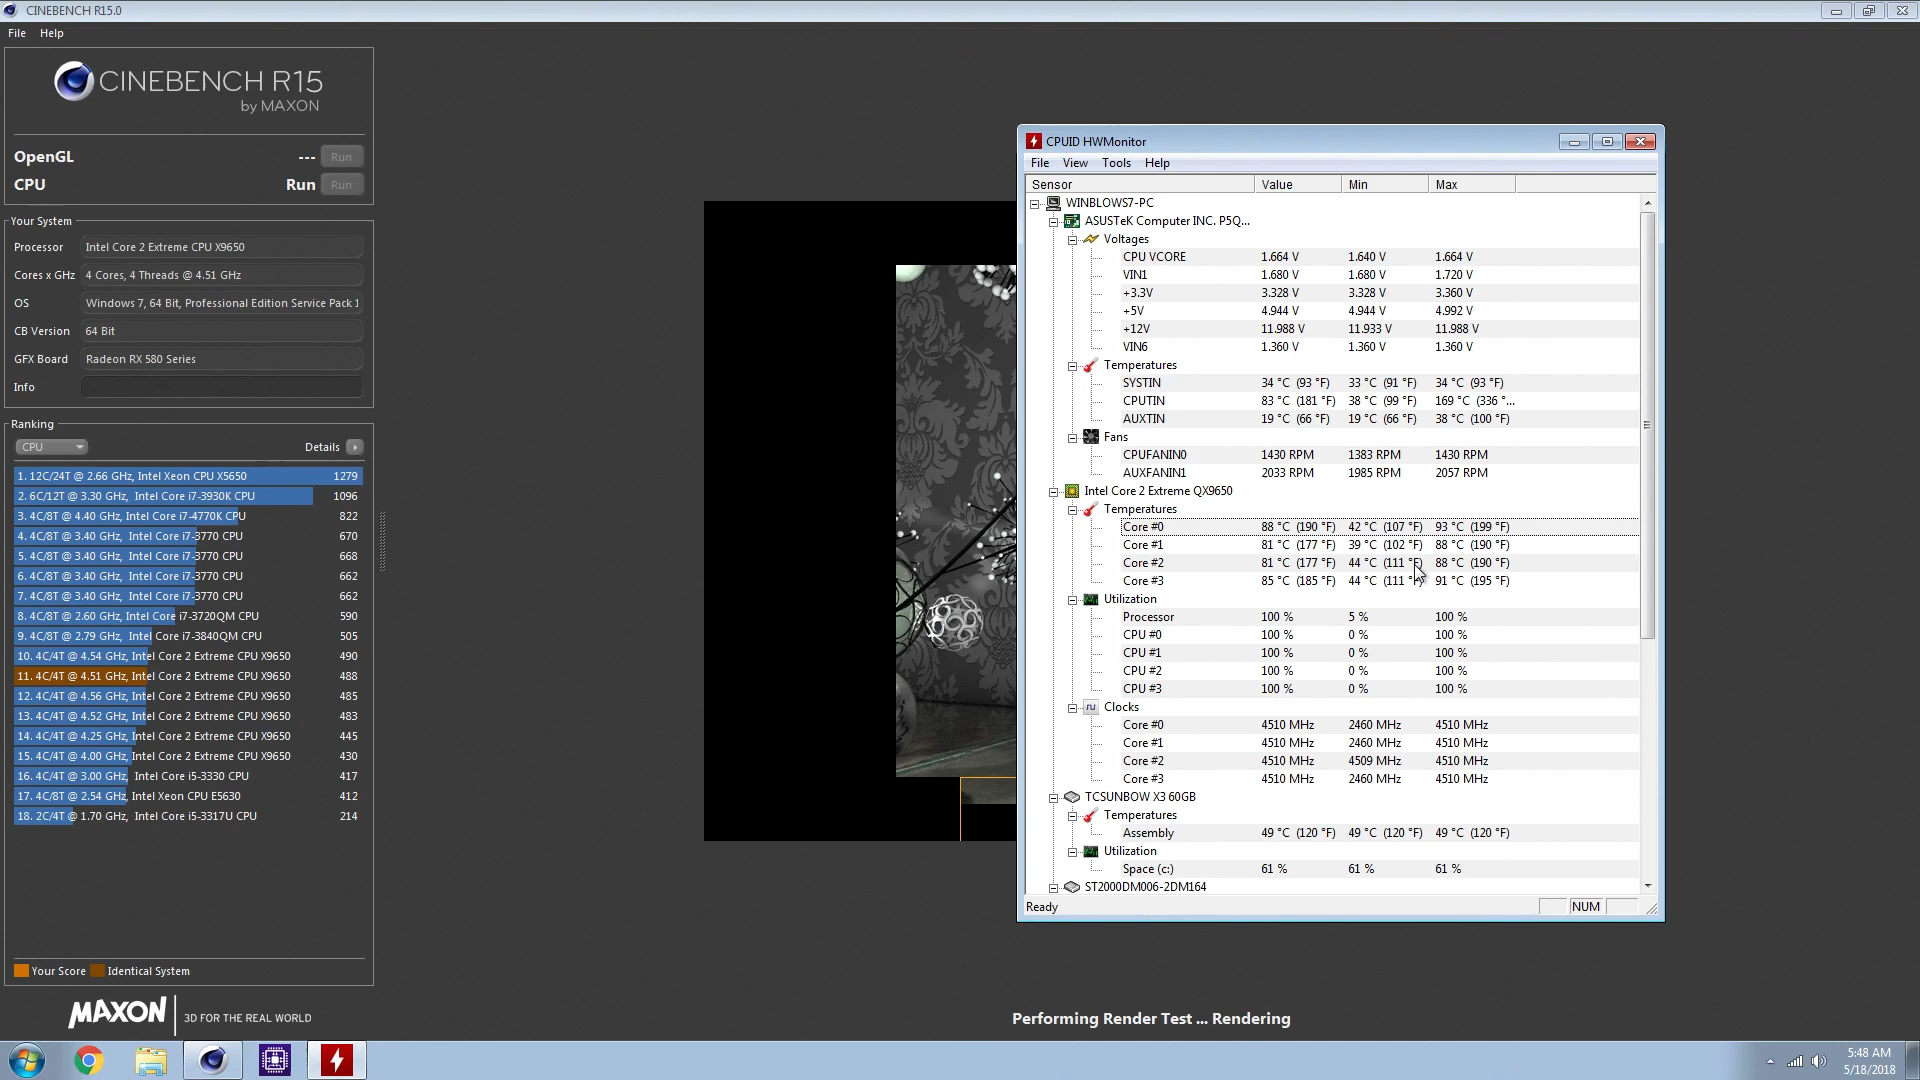 CINEBENCH R15.0
File Help
CINEBENCH R15
by MAXON
OpenGL --- Run
CPU Run Run
Your System
Processor Intel Core 2 Extreme CPU X9650
Cores x GHz 4 Cores, 4 Threads @ 4.51 GHz
OS Windows 7, 64 Bit, Professional Edition Service Pack 1
CB Version 64 Bit
GFX Board Radeon RX 580 Series
Info
Ranking
CPU Details
1. 12C/24T @ 2.66 GHz, Intel Xeon CPU X5650 1279
2. 6C/12T @ 3.30 GHz, Intel Core i7-3930K CPU 1096
3. 4C/8T @ 4.40 GHz, Intel Core i7-4770K CPU 822
4. 4C/8T @ 3.40 GHz, Intel Core i7-3770 CPU 670
5. 4C/8T @ 3.40 GHz, Intel Core i7-3770 CPU 668
6. 4C/8T @ 3.40 GHz, Intel Core i7-3770 CPU 662
7. 4C/8T @ 3.40 GHz, Intel Core i7-3770 CPU 662
8. 4C/8T @ 2.60 GHz, Intel Core i7-3720QM CPU 590
9. 4C/8T @ 2.79 GHz, Intel Core i7-3840QM CPU 505
10. 4C/4T @ 4.54 GHz, Intel Core 2 Extreme CPU X9650 490
11. 4C/4T @ 4.51 GHz, Intel Core 2 Extreme CPU X9650 488
12. 4C/4T @ 4.56 GHz, Intel Core 2 Extreme CPU X9650 485
13. 4C/4T @ 4.52 GHz, Intel Core 2 Extreme CPU X9650 483
14. 4C/4T @ 4.25 GHz, Intel Core 2 Extreme CPU X9650 445
15. 4C/4T @ 4.00 GHz, Intel Core 2 Extreme CPU X9650 430
16. 4C/4T @ 3.00 GHz, Intel Core i5-3330 CPU 417
17. 4C/8T @ 2.54 GHz, Intel Xeon CPU E5630 412
18. 2C/4T @ 1.70 GHz, Intel Core i5-3317U CPU 214
Your Score Identical System
MAXON 3D FOR THE REAL WORLD
Performing Render Test ... Rendering
CPUID HWMonitor
File View Tools Help
Sensor Value Min Max
WINBLOWS7-PC
ASUSTeK Computer INC. P5Q...
Voltages
CPU VCORE 1.664 V 1.640 V 1.664 V
VIN1 1.680 V 1.680 V 1.720 V
+3.3V 3.328 V 3.328 V 3.360 V
+5V 4.944 V 4.944 V 4.992 V
+12V 11.988 V 11.933 V 11.988 V
VIN6 1.360 V 1.360 V 1.360 V
Temperatures
SYSTIN 34 °C (93 °F) 33 °C (91 °F) 34 °C (93 °F)
CPUTIN 83 °C (181 °F) 38 °C (99 °F) 169 °C (336 °...
AUXTIN 19 °C (66 °F) 19 °C (66 °F) 38 °C (100 °F)
Fans
CPUFANIN0 1430 RPM 1383 RPM 1430 RPM
AUXFANIN1 2033 RPM 1985 RPM 2057 RPM
Intel Core 2 Extreme QX9650
Temperatures
Core #0 88 °C (190 °F) 42 °C (107 °F) 93 °C (199 °F)
Core #1 81 °C (177 °F) 39 °C (102 °F) 88 °C (190 °F)
Core #2 81 °C (177 °F) 44 °C (111 °F) 88 °C (190 °F)
Core #3 85 °C (185 °F) 44 °C (111 °F) 91 °C (195 °F)
Utilization
Processor 100 % 5 % 100 %
CPU #0 100 % 0 % 100 %
CPU #1 100 % 0 % 100 %
CPU #2 100 % 0 % 100 %
CPU #3 100 % 0 % 100 %
Clocks
Core #0 4510 MHz 2460 MHz 4510 MHz
Core #1 4510 MHz 2460 MHz 4510 MHz
Core #2 4510 MHz 4509 MHz 4510 MHz
Core #3 4510 MHz 2460 MHz 4510 MHz
TCSUNBOW X3 60GB
Temperatures
Assembly 49 °C (120 °F) 49 °C (120 °F) 49 °C (120 °F)
Utilization
Space (c:) 61 % 61 % 61 %
ST2000DM006-2DM164
Ready NUM
5:48 AM
5/18/2018